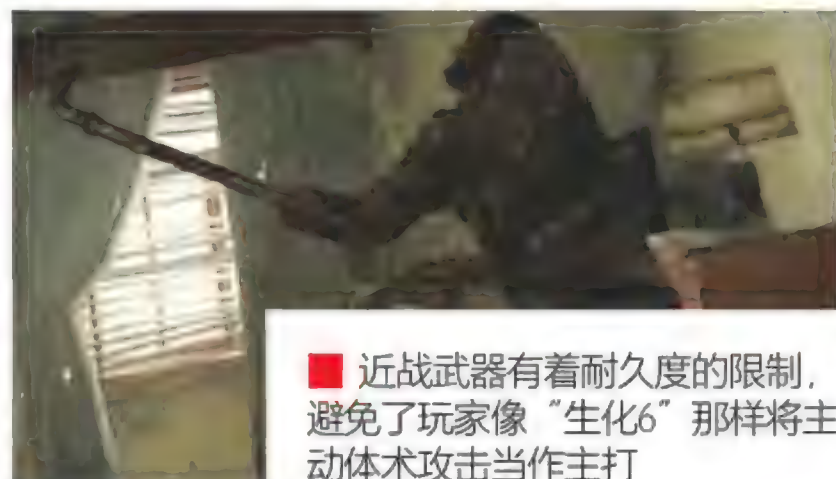 ■ 近战武器有着耐久度的限制，
避免了玩家像“生化6”那样将主
动体术攻击当作主打